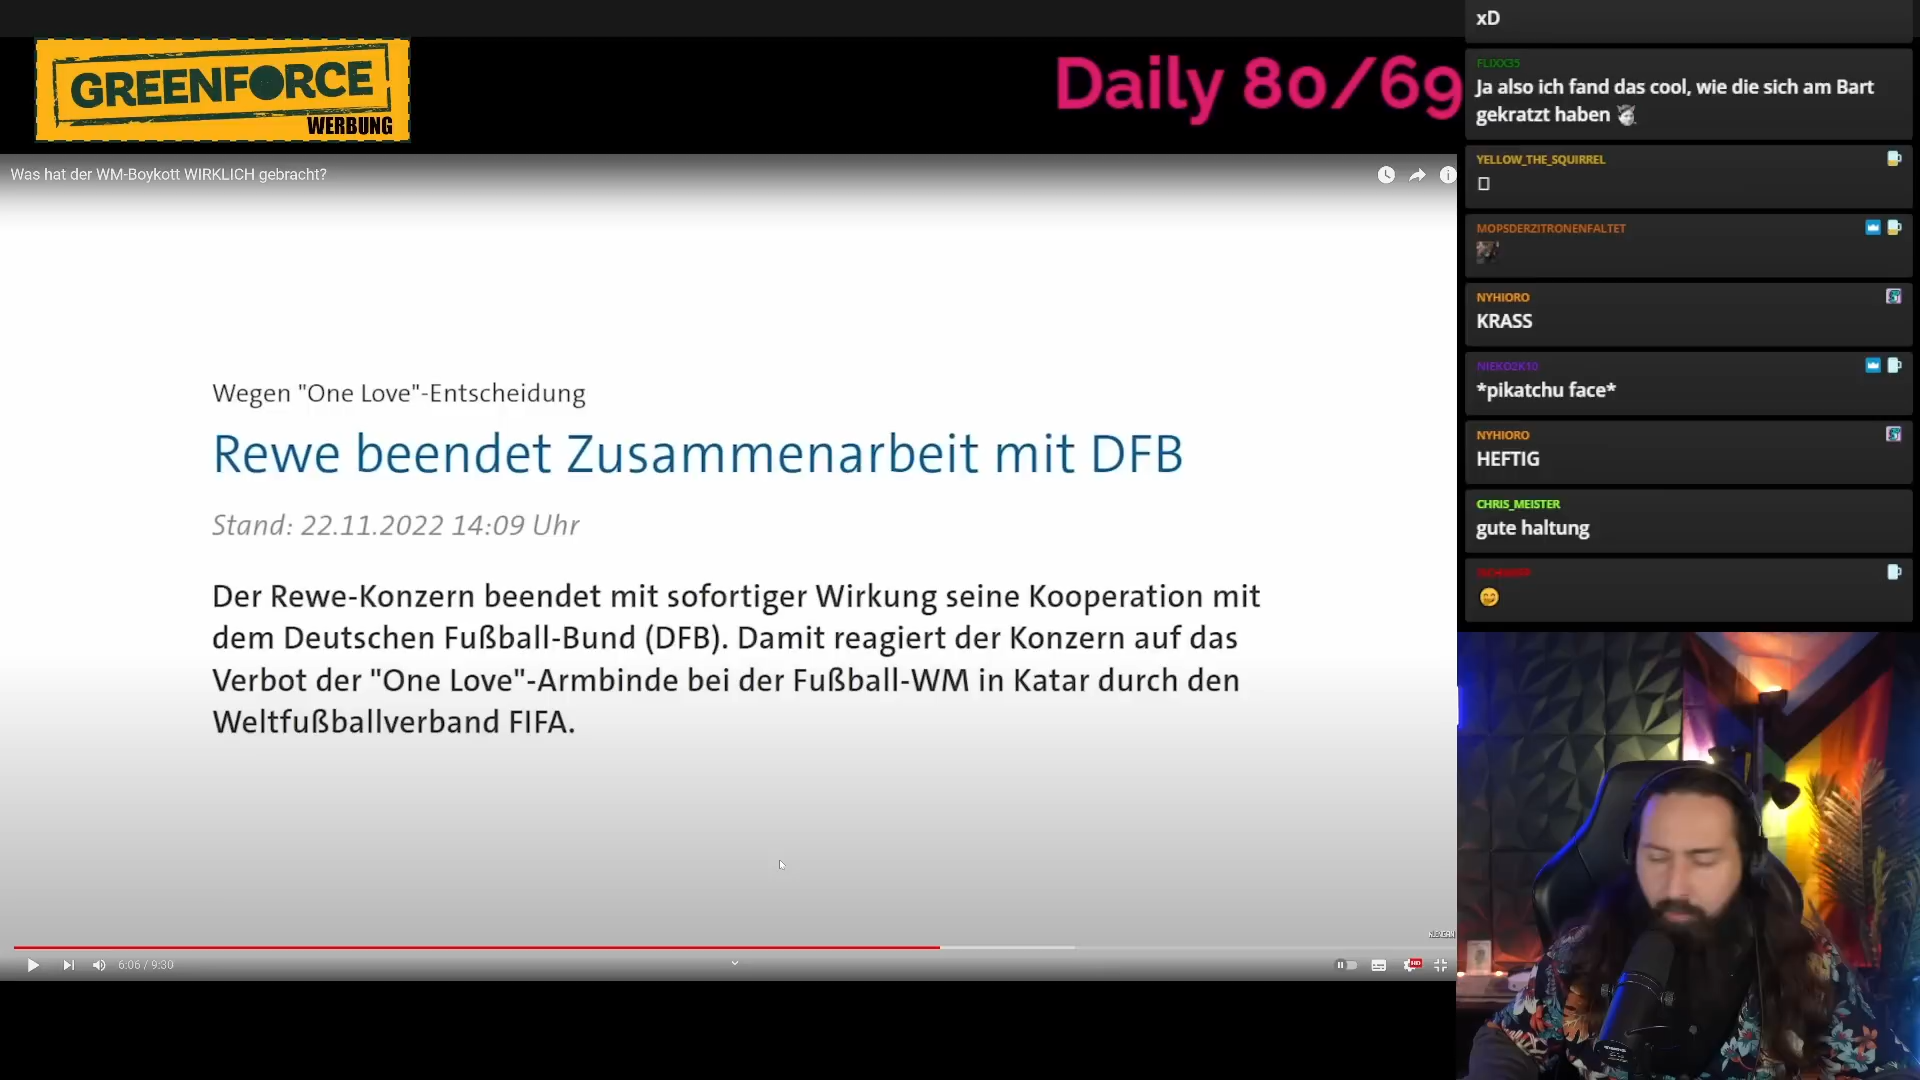 GREENFORCE
WERBUNG
Daily 80/69
Was hat der WM-Boykott WIRKLICH gebracht?
Wegen "One Love"-Entscheidung
Rewe beendet Zusammenarbeit mit DFB
Stand: 22.11.2022 14:09 Uhr
Der Rewe-Konzern beendet mit sofortiger Wirkung seine Kooperation mit
dem Deutschen Fußball-Bund (DFB). Damit reagiert der Konzern auf das
Verbot der "One Love"-Armbinde bei der Fußball-WM in Katar durch den
Weltfußballverband FIFA.
6:06 / 9:30
HD
xD
FLIXX35
Ja also ich fand das cool, wie die sich am Bart
gekratzt haben
YELLOW_THE_SQUIRREL
MOPSDERZITRONENFALTET
NYHIORO
KRASS
NIEKO2K10
*pikatchu face*
NYHIORO
HEFTIG
CHRIS_MEISTER
gute haltung